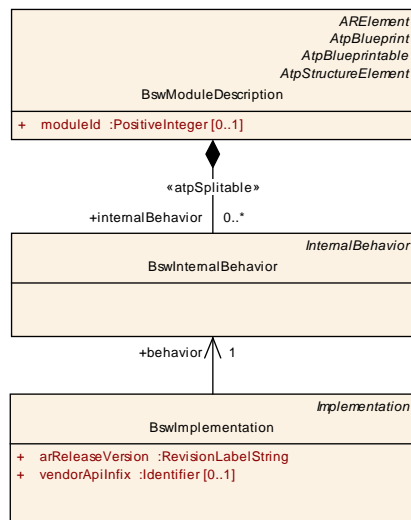 ARElement
AtpBlueprint
AtpBlueprintable
AtpStructureElement
BswModuleDescription
+ moduleId :PositiveInteger [0..1]
«atpSplitable»
+internalBehavior 0..*
InternalBehavior
BswInternalBehavior
+behavior 1
Implementation
BswImplementation
+ arReleaseVersion :RevisionLabelString
+ vendorApiInfix :Identifier [0..1]